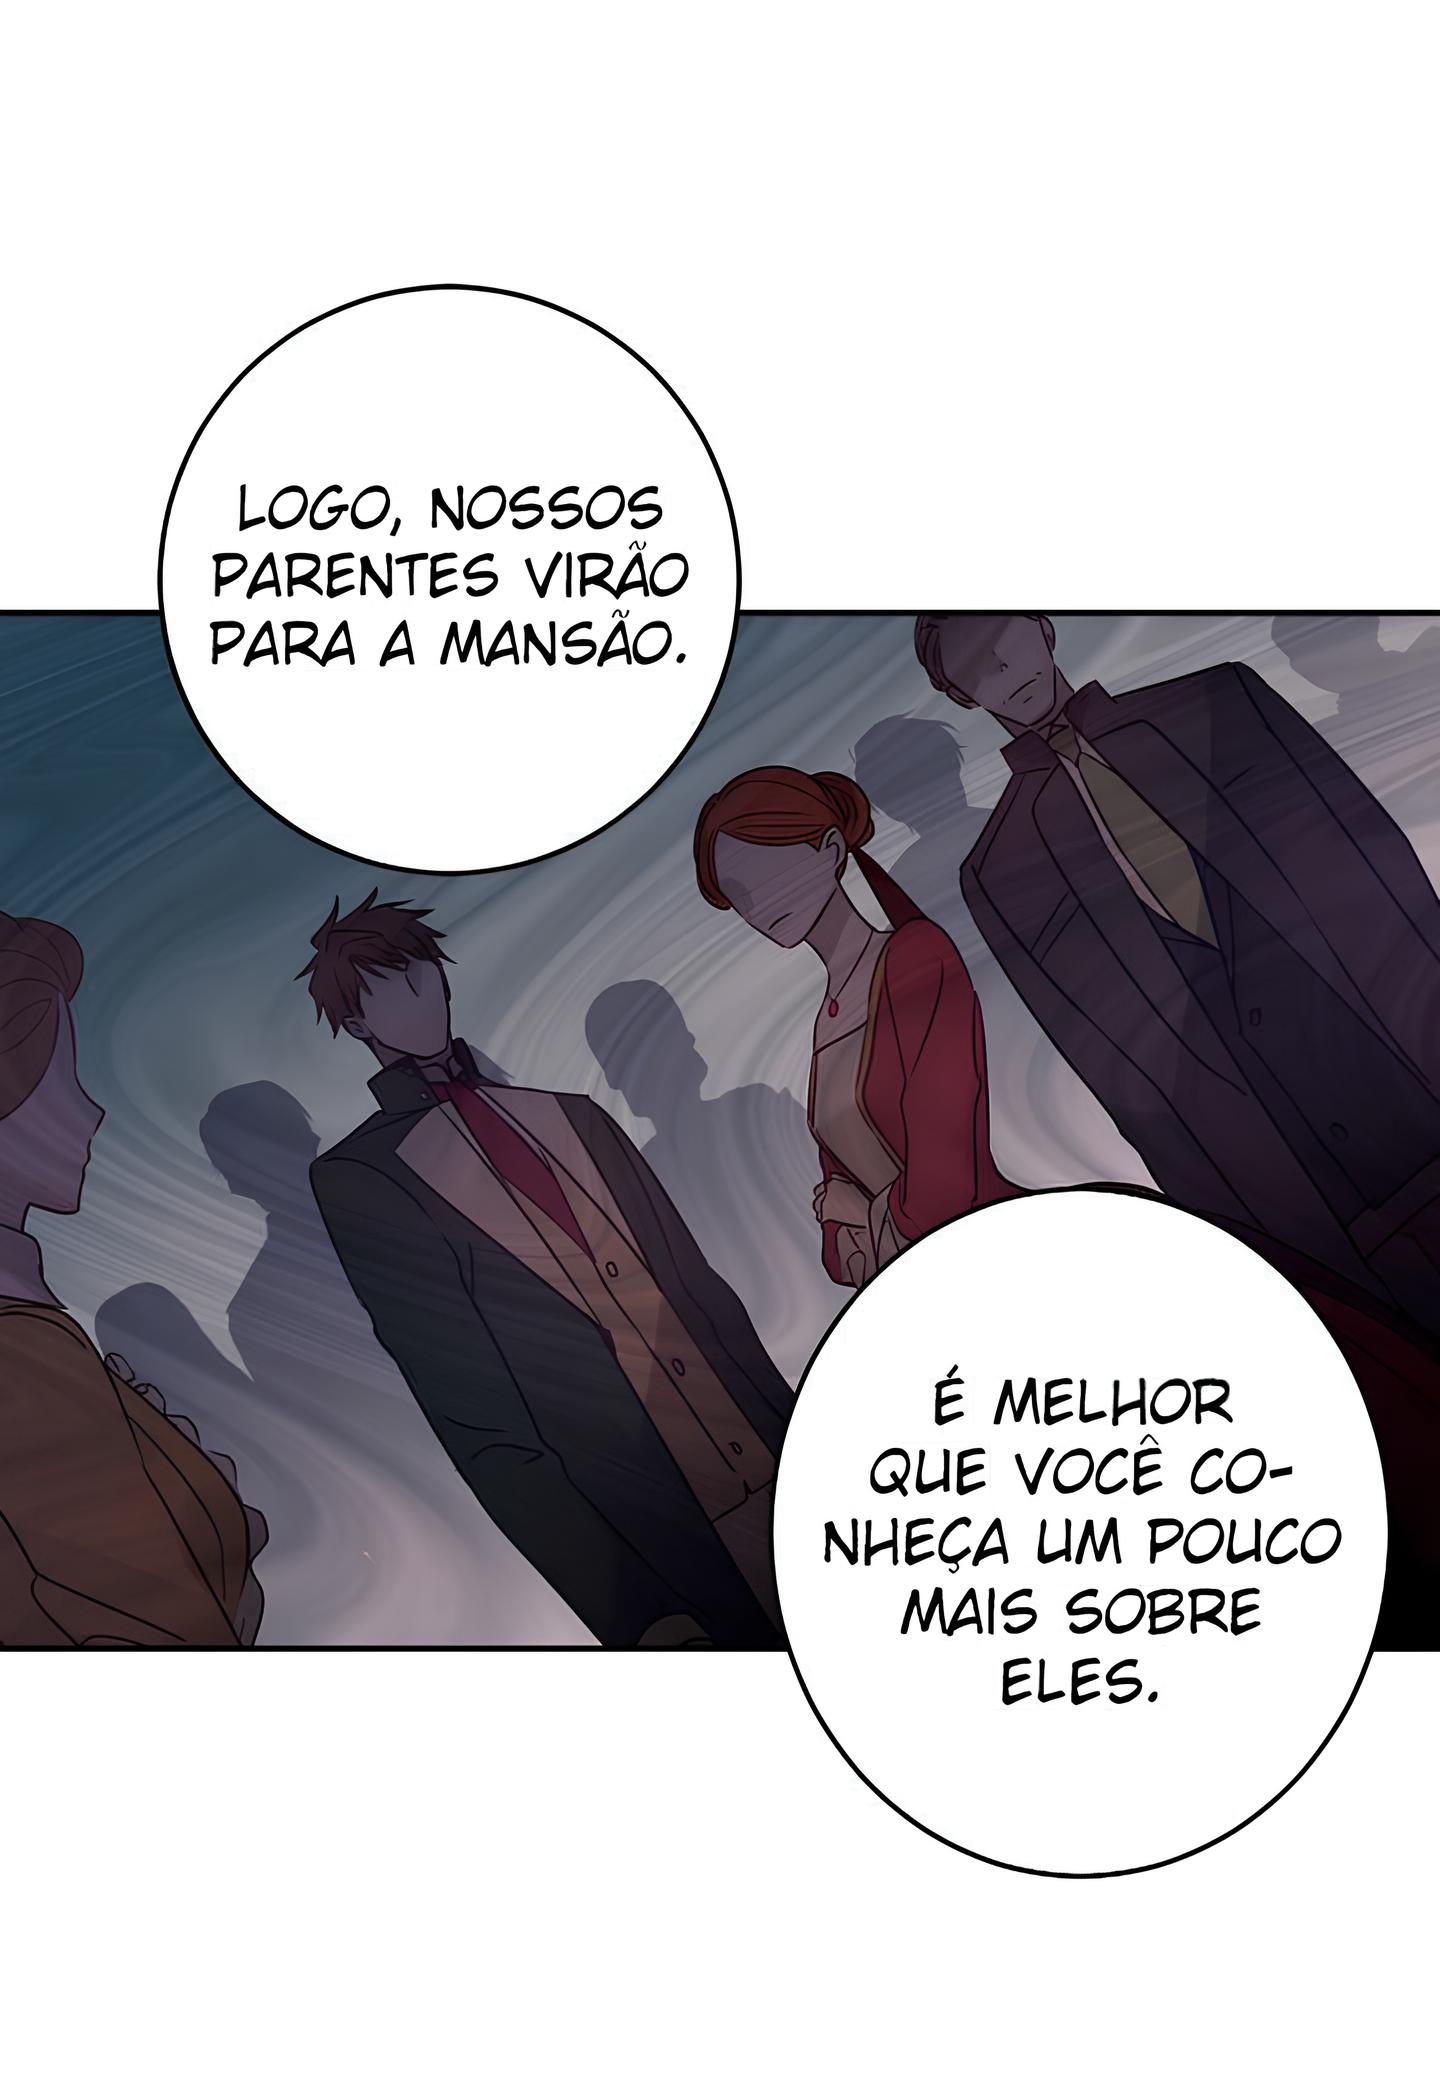 LOGO, NOSSOS
PARENTES VIRÃO
PARA A MANSÃO.
É MELHOR
QUE VOCÊ CO-
NHEÇA UM POUCO
MAIS SOBRE
ELES.